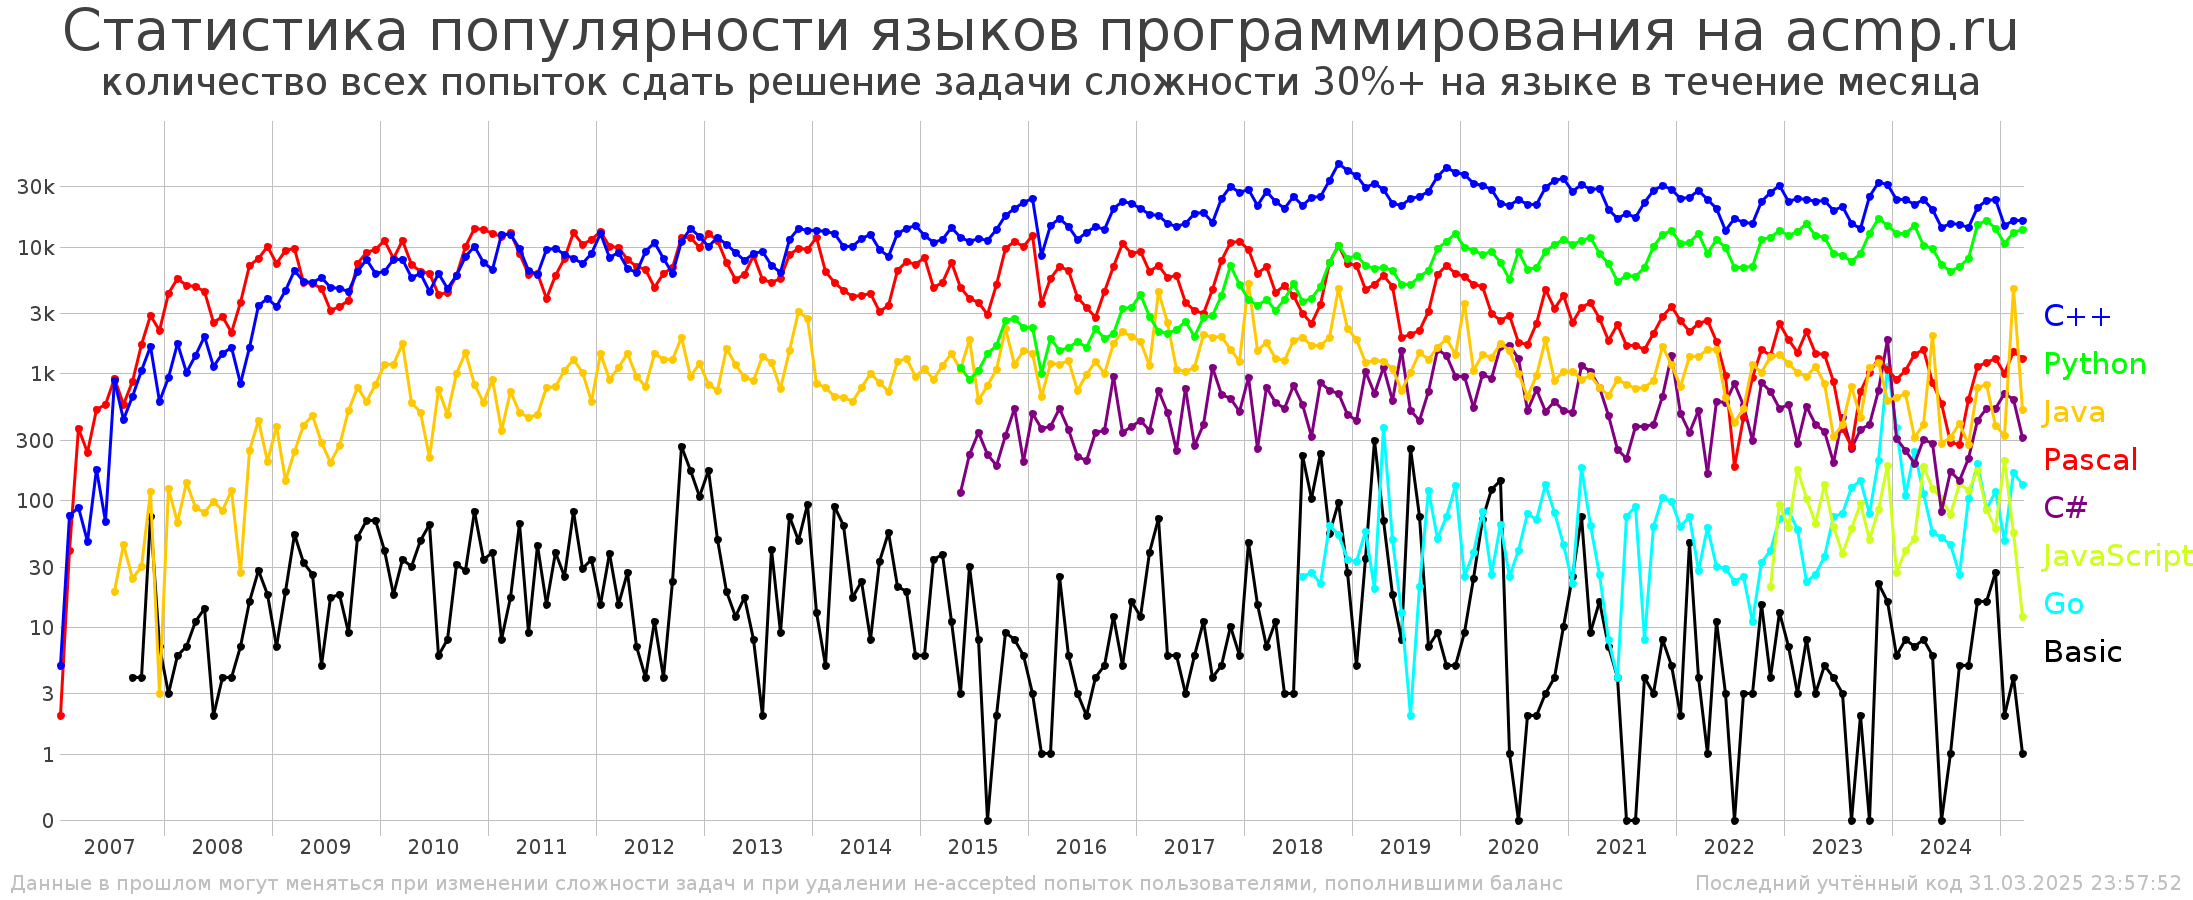 Статистика популярности языков программирования на acmp.ru
количество всех попыток сдать решение задачи сложности 30%+ на языке в течение месяца
30k
10k
3k
1k
300
100
30
10
3
1
0
C++
Python
Java
Pascal
C#
JavaScript
Go
Basic
2007 2008 2009 2010 2011 2012 2013 2014 2015 2016 2017 2018 2019 2020 2021 2022 2023 2024
Данные в прошлом могут меняться при изменении сложности задач и при удалении не-accepted попыток пользователями, пополнившими баланс
Последний учтённый код 31.03.2025 23:57:52